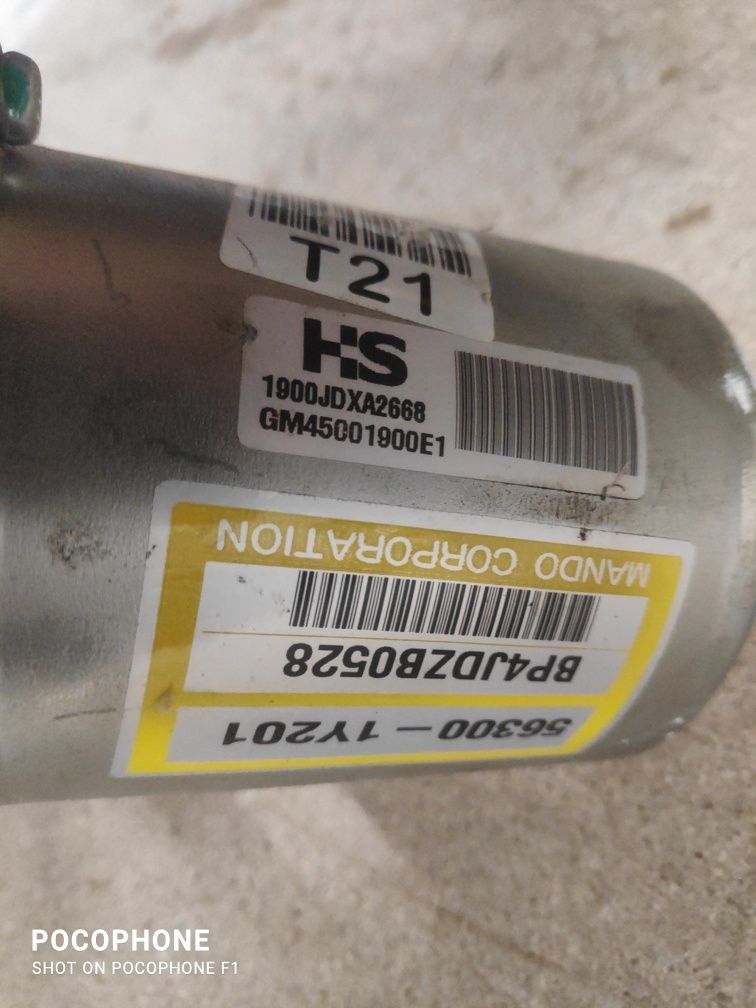 T21
HS
1900JDXA2668
GM45001900E1
MANDO CORPORATION
BP4JDZB0528
56300-1Y201
POCOPHONE
SHOT ON POCOPHONE F1